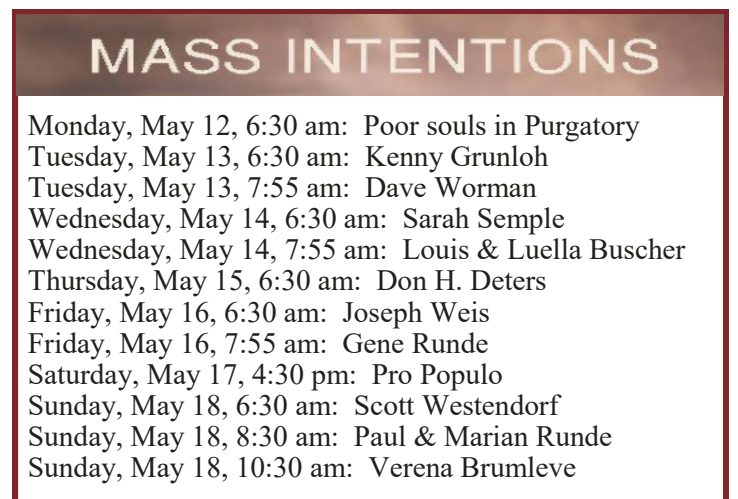 MASS INTENTIONS
Monday, May 12, 6:30 am:  Poor souls in Purgatory
Tuesday, May 13, 6:30 am:  Kenny Grunloh
Tuesday, May 13, 7:55 am:  Dave Worman
Wednesday, May 14, 6:30 am:  Sarah Semple
Wednesday, May 14, 7:55 am:  Louis & Luella Buscher
Thursday, May 15, 6:30 am:  Don H. Deters
Friday, May 16, 6:30 am:  Joseph Weis
Friday, May 16, 7:55 am:  Gene Runde
Saturday, May 17, 4:30 pm:  Pro Populo
Sunday, May 18, 6:30 am:  Scott Westendorf
Sunday, May 18, 8:30 am:  Paul & Marian Runde
Sunday, May 18, 10:30 am:  Verena Brumleve